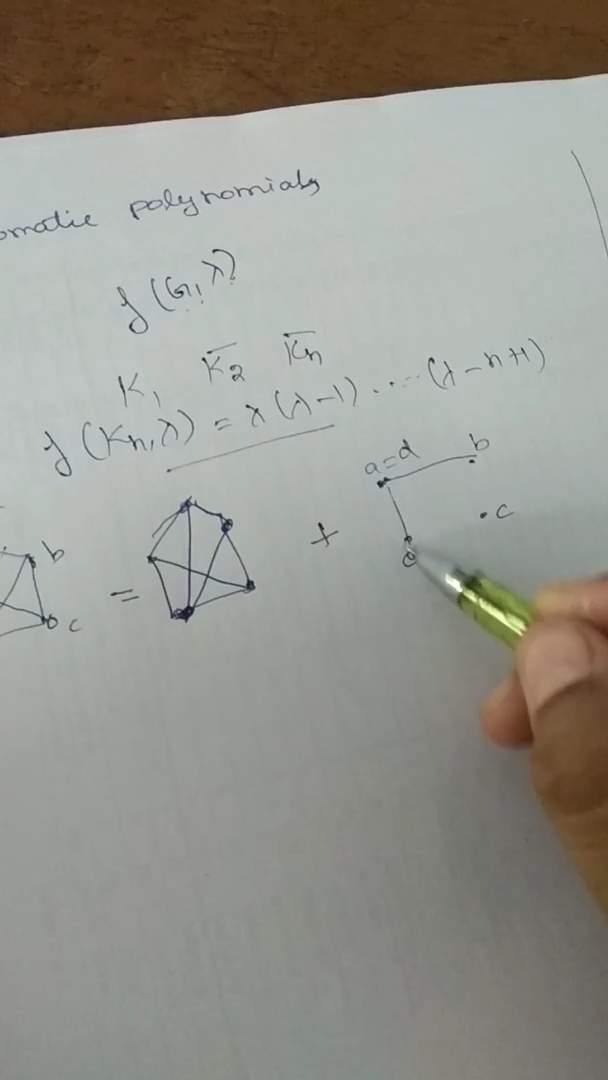 omatic polynomials
f(G,λ)
K₁ K̅₂ K̅n
f(Kn,λ) = λ(λ-1)....(λ-n+1)
a=d b
b = + c
c